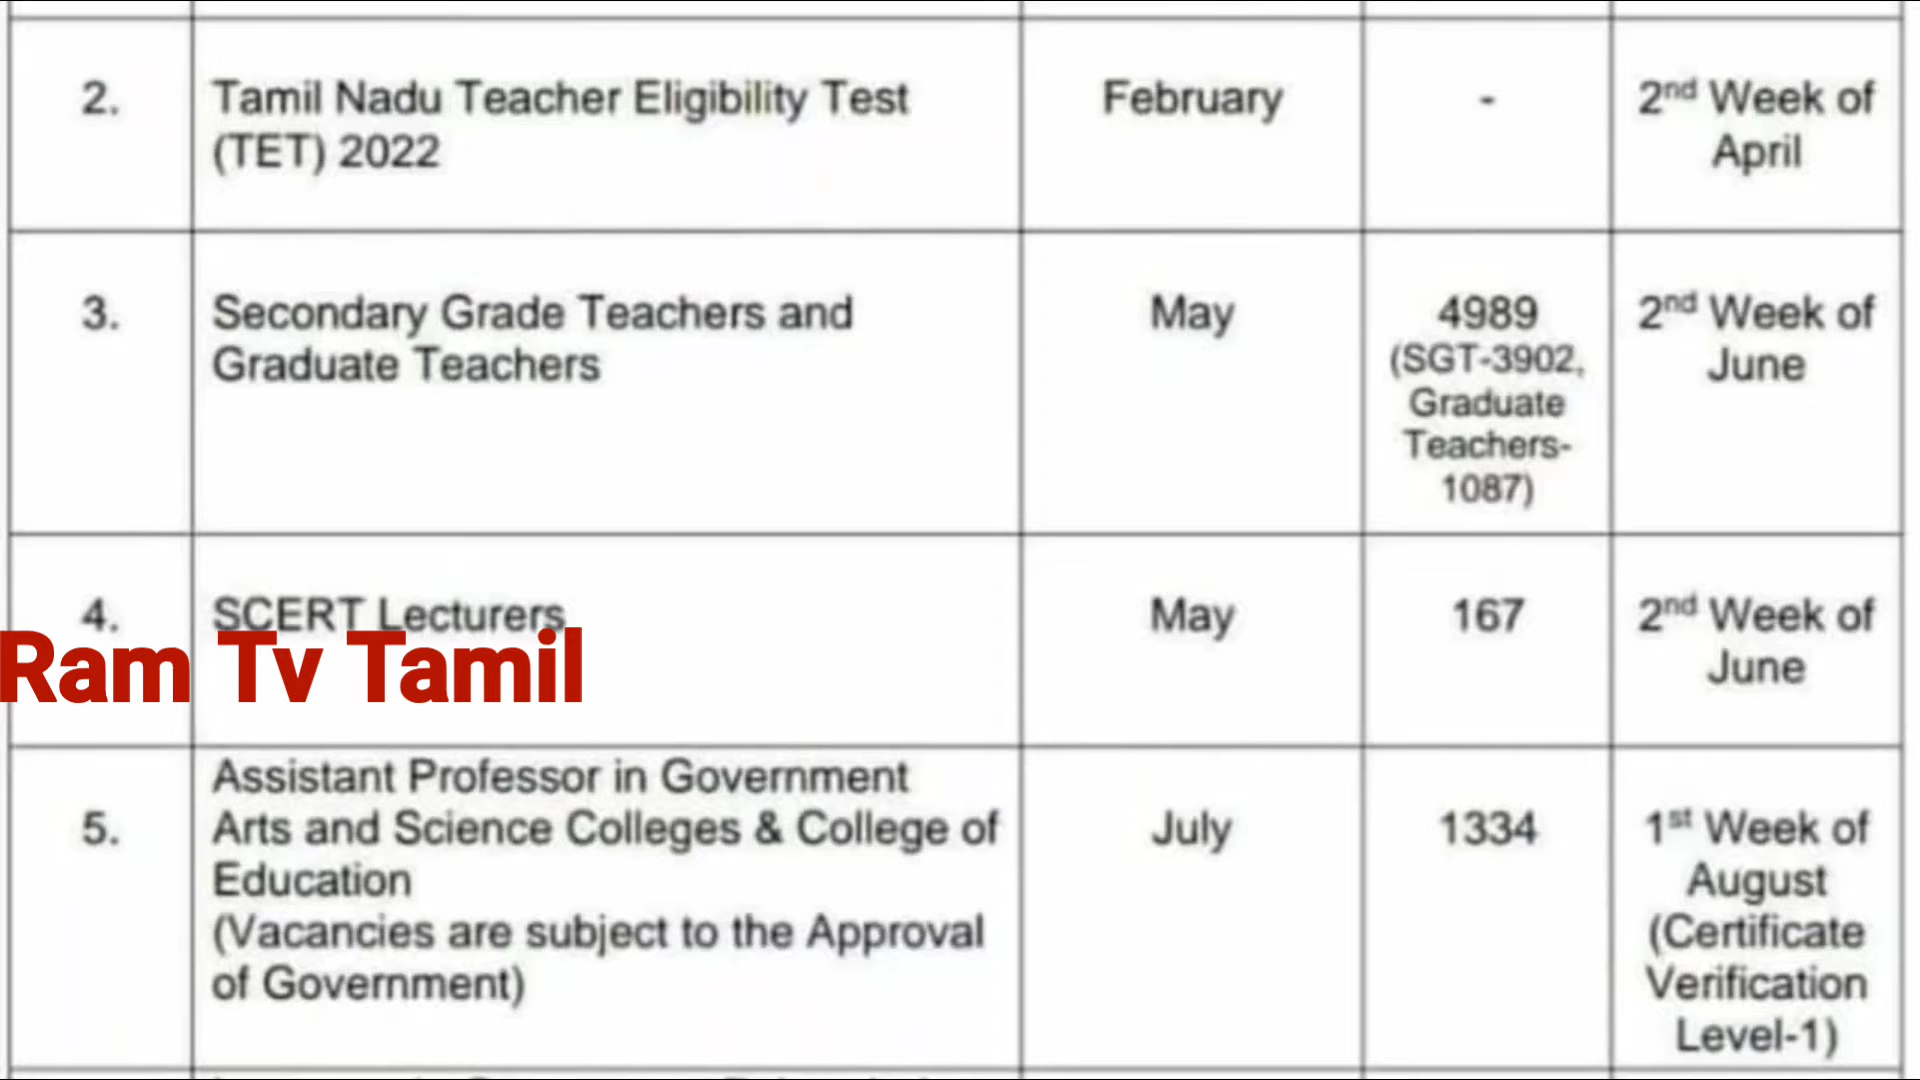 2.
Tamil Nadu Teacher Eligibility Test
(TET) 2022
February
-
2nd Week of
April
3.
Secondary Grade Teachers and
Graduate Teachers
May
4989
(SGT-3902,
Graduate
Teachers-
1087)
2nd Week of
June
4.
SCERT Lecturers
May
167
2nd Week of
June
Ram Tv Tamil
5.
Assistant Professor in Government
Arts and Science Colleges & College of
Education
(Vacancies are subject to the Approval
of Government)
July
1334
1st Week of
August
(Certificate
Verification
Level-1)